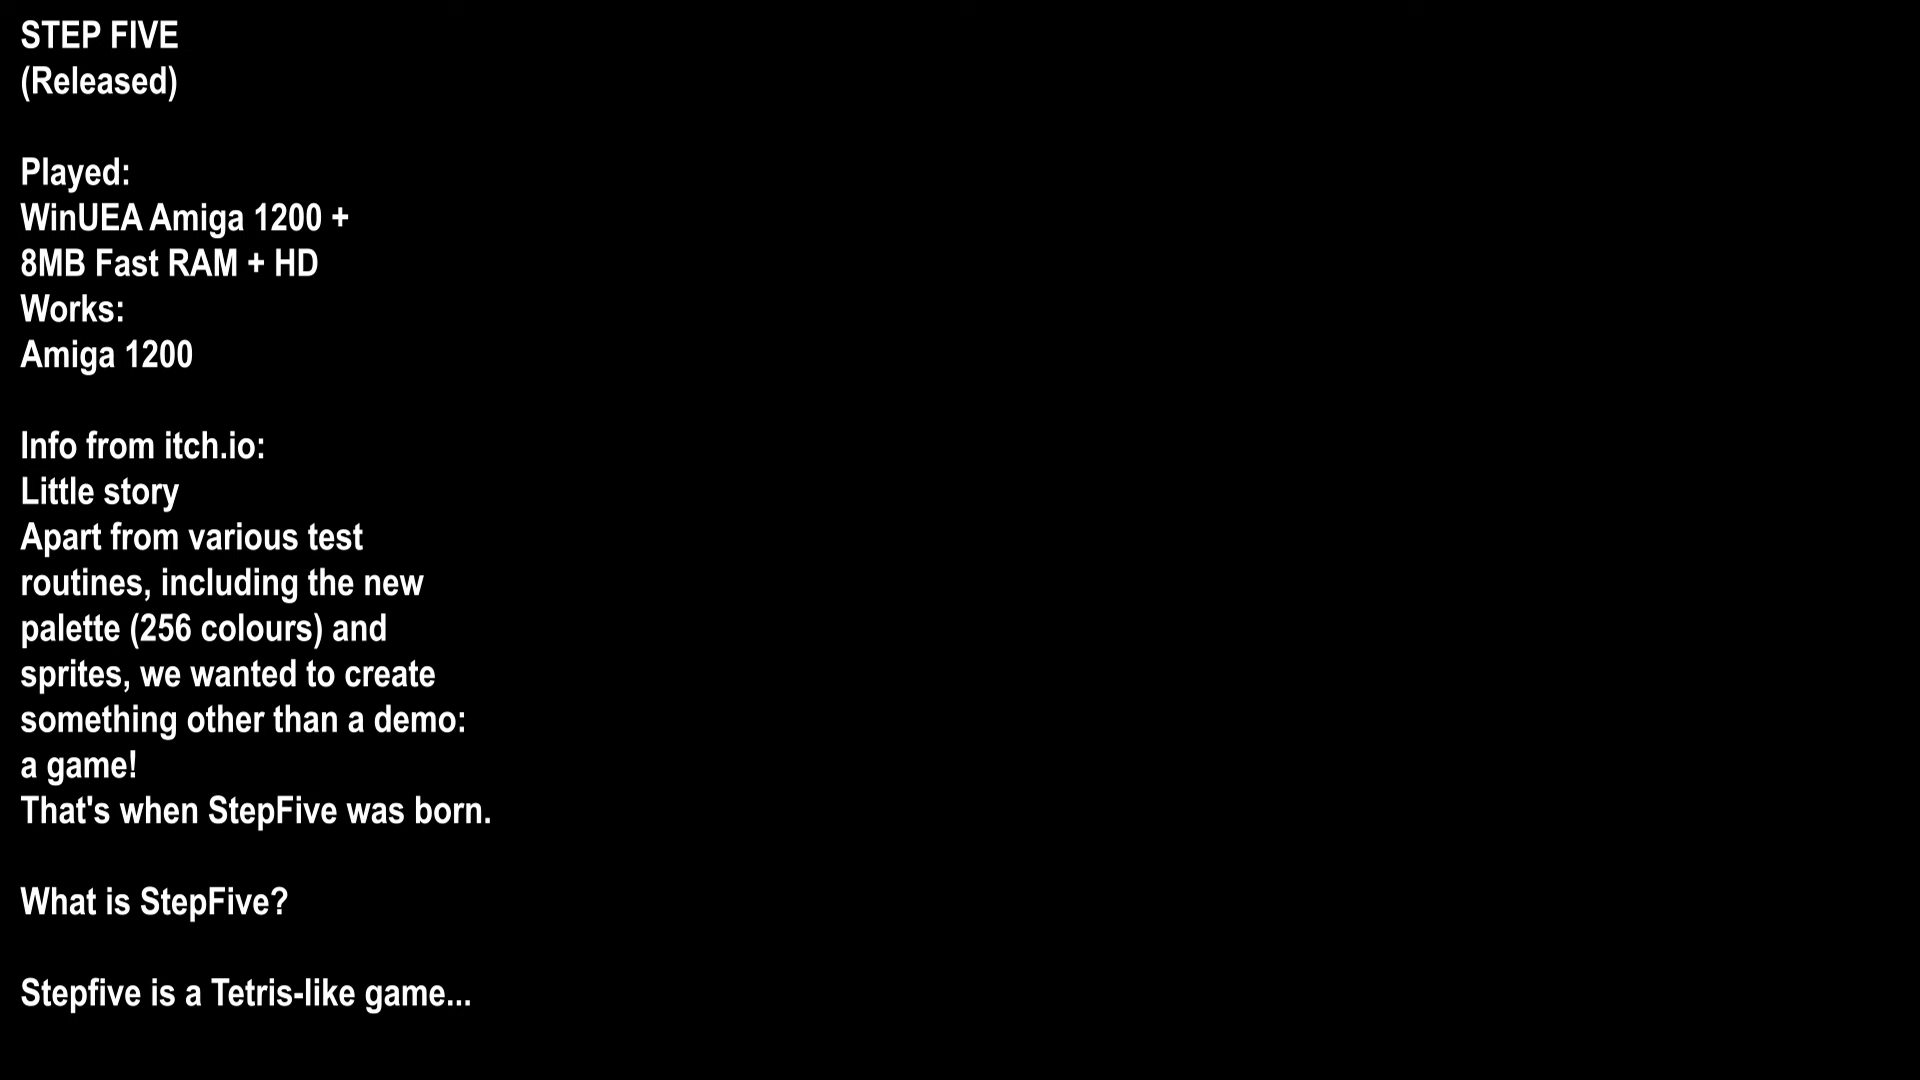 STEP FIVE
(Released)
Played:
WinUEA Amiga 1200 +
8MB Fast RAM + HD
Works:
Amiga 1200
Info from itch.io:
Little story
Apart from various test
routines, including the new
palette (256 colours) and
sprites, we wanted to create
something other than a demo:
a game!
That's when StepFive was born.
What is StepFive?
Stepfive is a Tetris-like game...